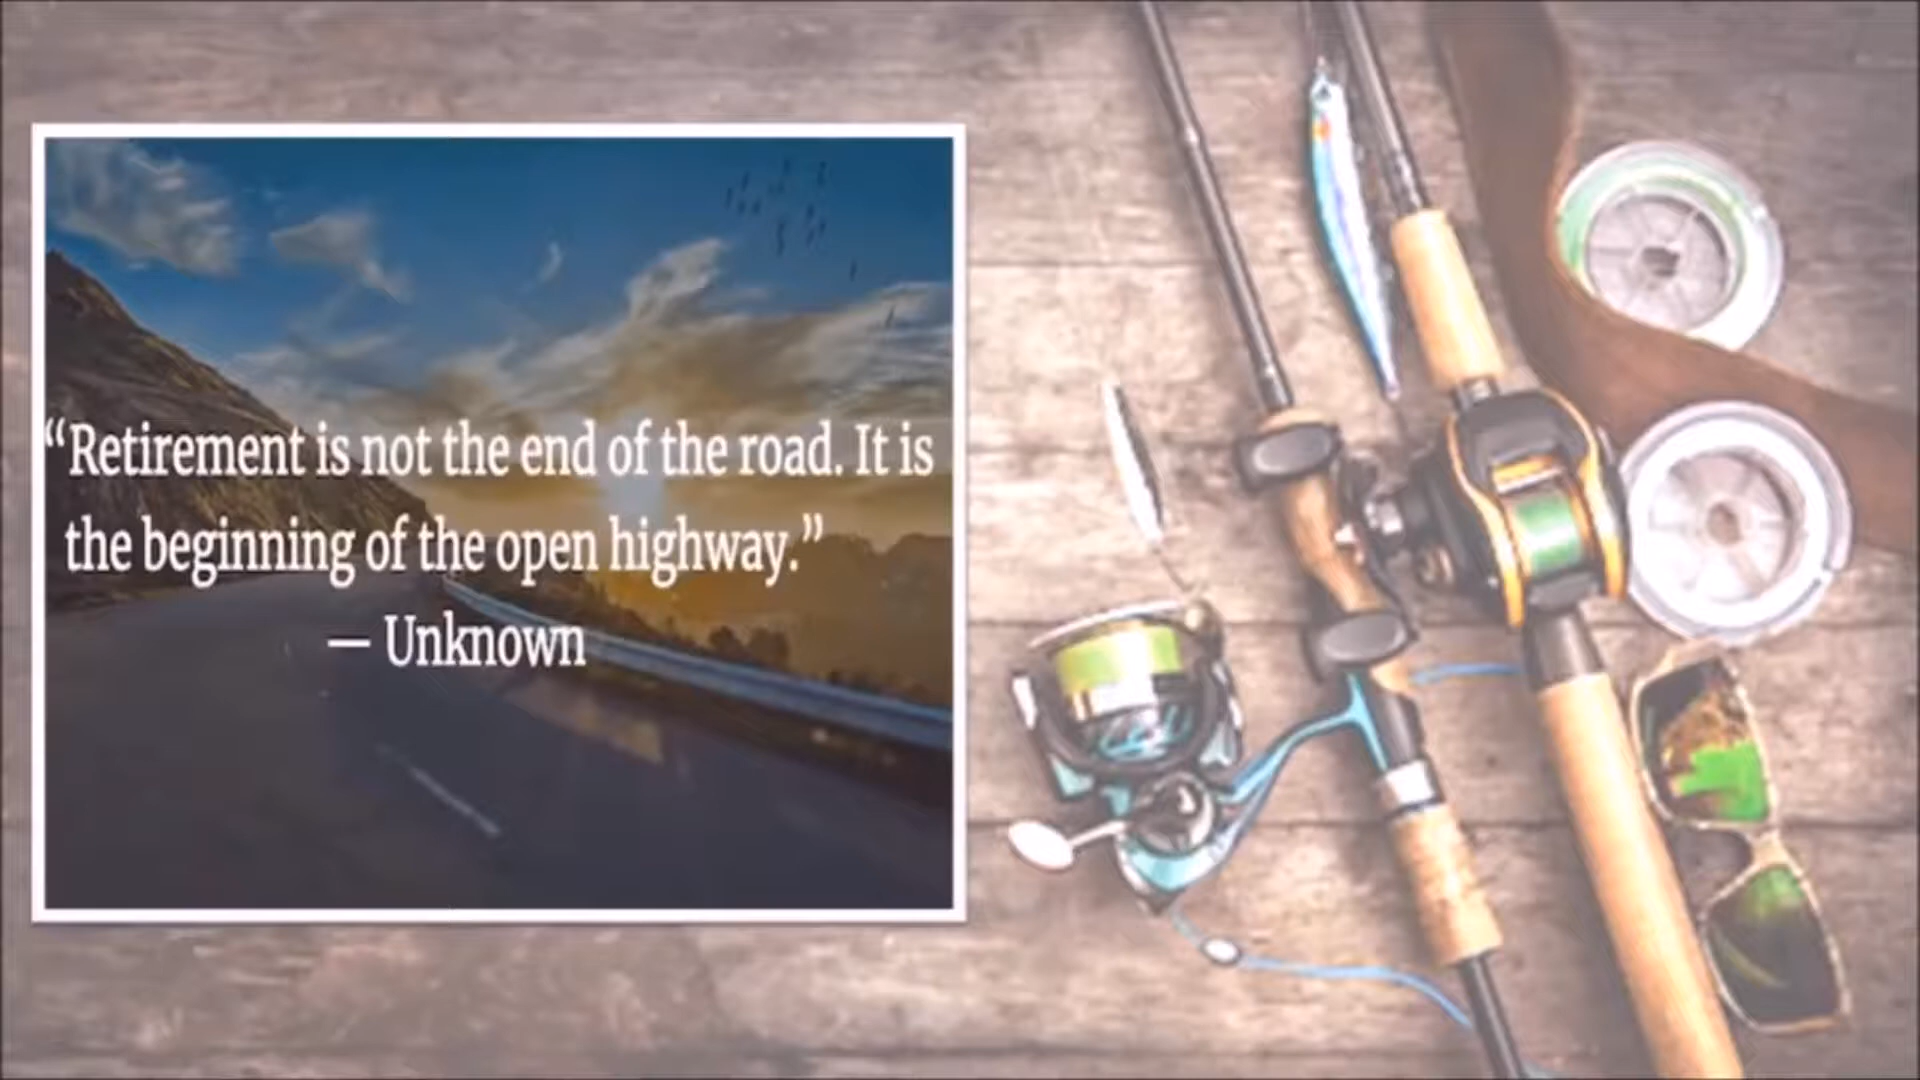 “Retirement is not the end of the road. It is
the beginning of the open highway.”
— Unknown